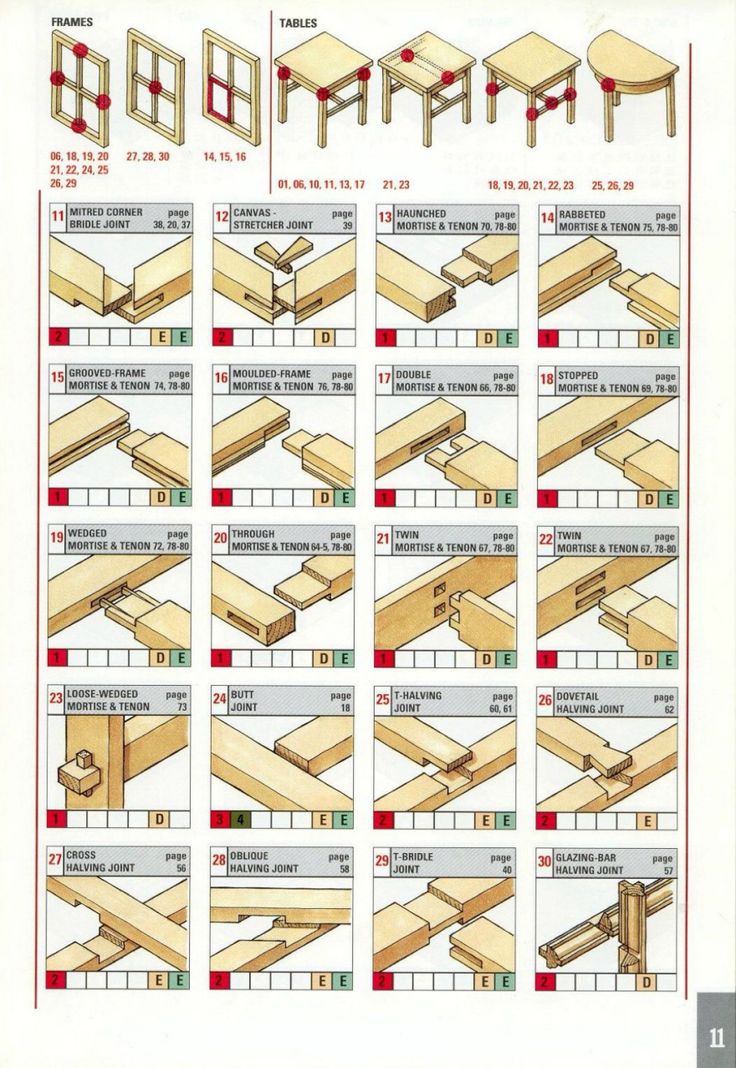 FRAMES
TABLES
06, 18, 19, 20
21, 22, 24, 25
26, 29
27, 28, 30
14, 15, 16
01, 06, 10, 11, 13, 17
21, 23
18, 19, 20, 21, 22, 23
25, 26, 29
11 MITRED CORNER page
BRIDLE JOINT 38, 20, 37
2 E E
12 CANVAS- page
STRETCHER JOINT 39
2 D
13 HAUNCHED page
MORTISE & TENON 70, 78-80
1 D E
14 RABBETED page
MORTISE & TENON 75, 78-80
1 D E
15 GROOVED-FRAME page
MORTISE & TENON 74, 78-80
1 D E
16 MOULDED-FRAME page
MORTISE & TENON 76, 78-80
1 D E
17 DOUBLE page
MORTISE & TENON 66, 78-80
1 D E
18 STOPPED page
MORTISE & TENON 69, 78-80
1 D E
19 WEDGED page
MORTISE & TENON 72, 78-80
1 D E
20 THROUGH page
MORTISE & TENON 64-5, 78-80
1 D E
21 TWIN page
MORTISE & TENON 67, 78-80
1 D E
22 TWIN page
MORTISE & TENON 67, 78-80
1 D E
23 LOOSE-WEDGED page
MORTISE & TENON 73
1 D
24 BUTT page
JOINT 18
3 4 E E
25 T-HALVING page
JOINT 60, 61
2 E E
26 DOVETAIL page
HALVING JOINT 62
2 E
27 CROSS page
HALVING JOINT 56
2 E E
28 OBLIQUE page
HALVING JOINT 58
2 E E
29 T-BRIDLE page
JOINT 40
2 E E
30 GLAZING-BAR page
HALVING JOINT 57
2 D
11